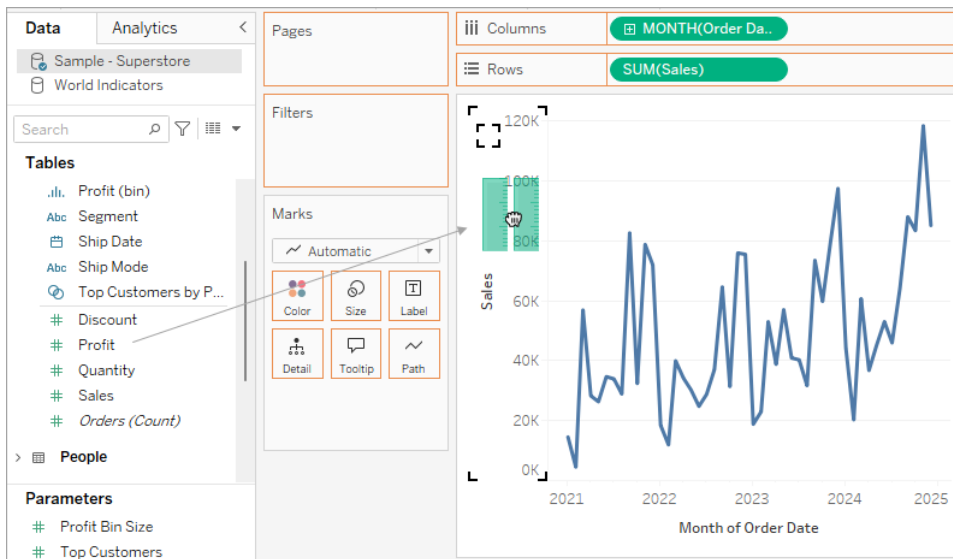 Data
Analytics
Sample - Superstore
World Indicators
Search
Tables
Profit (bin)
Abc Segment
Ship Date
Abc Ship Mode
Top Customers by P...
# Discount
# Profit
# Quantity
# Sales
# Orders (Count)
People
Parameters
# Profit Bin Size
# Top Customers
Pages
Filters
Marks
Automatic
Color
Size
Label
Detail
Tooltip
Path
Columns
MONTH(Order Da..
Rows
SUM(Sales)
Sales
120K
100K
80K
60K
40K
20K
0K
2021
2022
2023
2024
2025
Month of Order Date